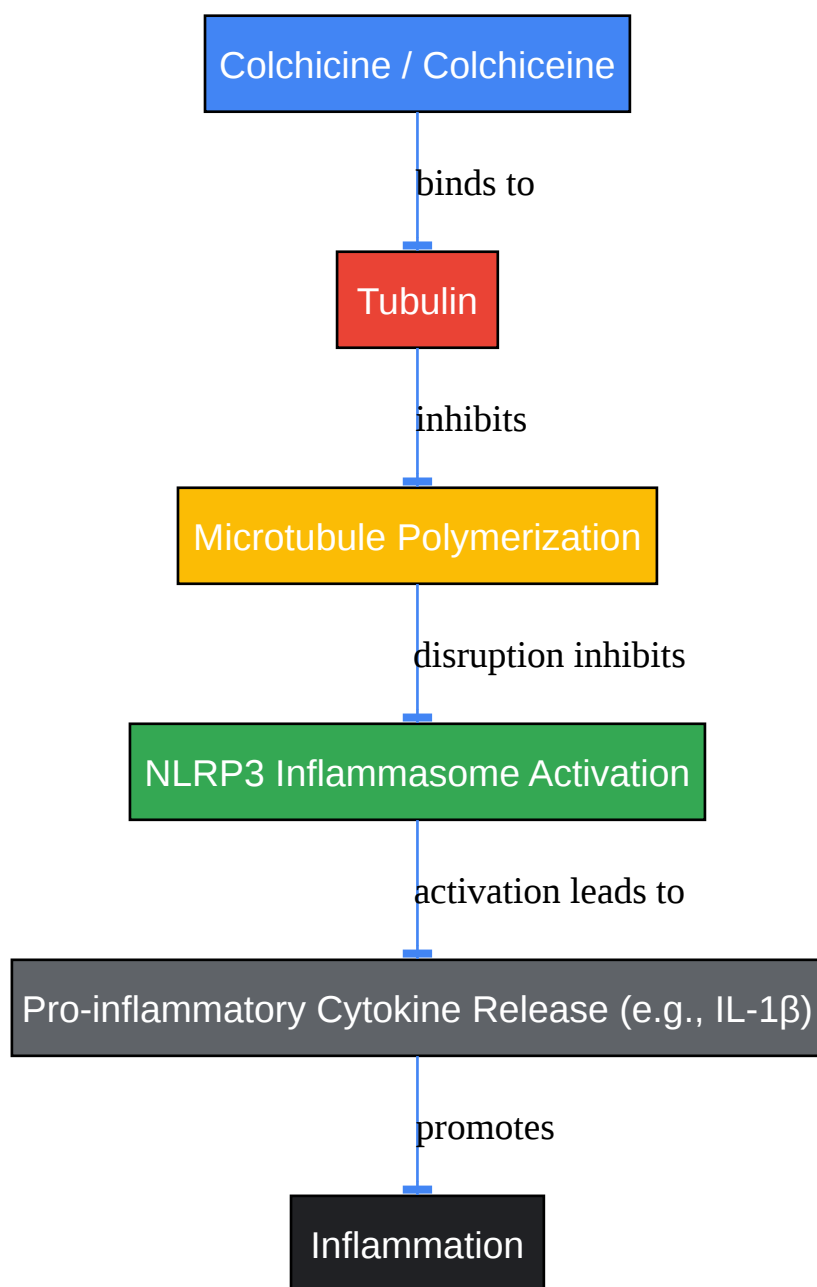 Colchicine / Colchiceine
binds to
Tubulin
inhibits
Microtubule Polymerization
disruption inhibits
NLRP3 Inflammasome Activation
activation leads to
Pro-inflammatory Cytokine Release (e.g., IL-1β)
promotes
Inflammation